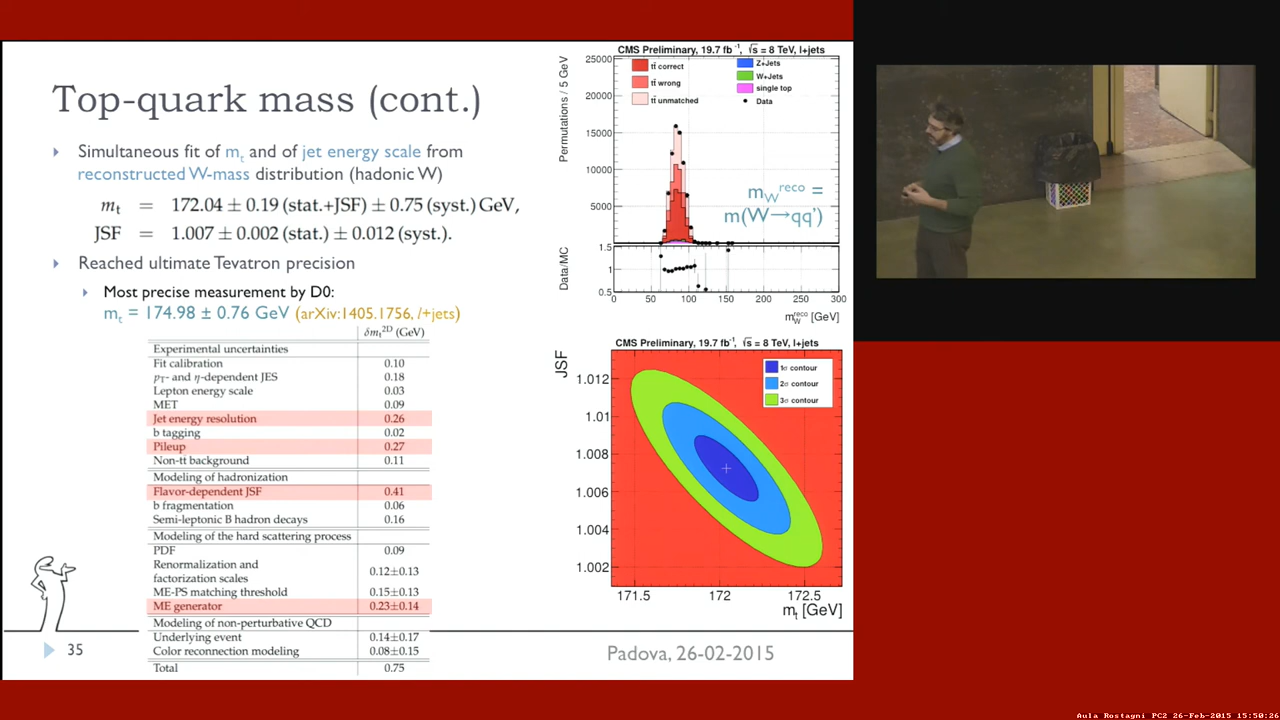 Top-quark mass (cont.)
Simultaneous fit of mt and of jet energy scale from
reconstructed W-mass distribution (hadonic W)
mt = 172.04 ± 0.19 (stat.+JSF) ± 0.75 (syst.) GeV,
JSF = 1.007 ± 0.002 (stat.) ± 0.012 (syst.).
Reached ultimate Tevatron precision
Most precise measurement by D0:
mt = 174.98 ± 0.76 GeV (arXiv:1405.1756, l+jets)
δmt2D (GeV)
Experimental uncertainties
Fit calibration 0.10
pT- and η-dependent JES 0.18
Lepton energy scale 0.03
MET 0.09
Jet energy resolution 0.26
b tagging 0.02
Pileup 0.27
Non-tt̄ background 0.11
Modeling of hadronization
Flavor-dependent JSF 0.41
b fragmentation 0.06
Semi-leptonic B hadron decays 0.16
Modeling of the hard scattering process
PDF 0.09
Renormalization and
factorization scales 0.12±0.13
ME-PS matching threshold 0.15±0.13
ME generator 0.23±0.14
Modeling of non-perturbative QCD
Underlying event 0.14±0.17
Color reconnection modeling 0.08±0.15
Total 0.75
35
Padova, 26-02-2015
CMS Preliminary, 19.7 fb-1, √s = 8 TeV, l+jets
Permutations / 5 GeV
25000
20000
15000
10000
5000
tt̄ correct
tt̄ wrong
tt̄ unmatched
Z+Jets
W+Jets
single top
Data
mWreco =
m(W→qq')
Data/MC
1.5
1
0.5
0 50 100 150 200 250 300
mWreco [GeV]
CMS Preliminary, 19.7 fb-1, √s = 8 TeV, l+jets
JSF
1.012
1.01
1.008
1.006
1.004
1.002
1σ contour
2σ contour
3σ contour
171.5 172 172.5
mt [GeV]
Aula Rostagni PC2 26-Feb-2015 15:50:26